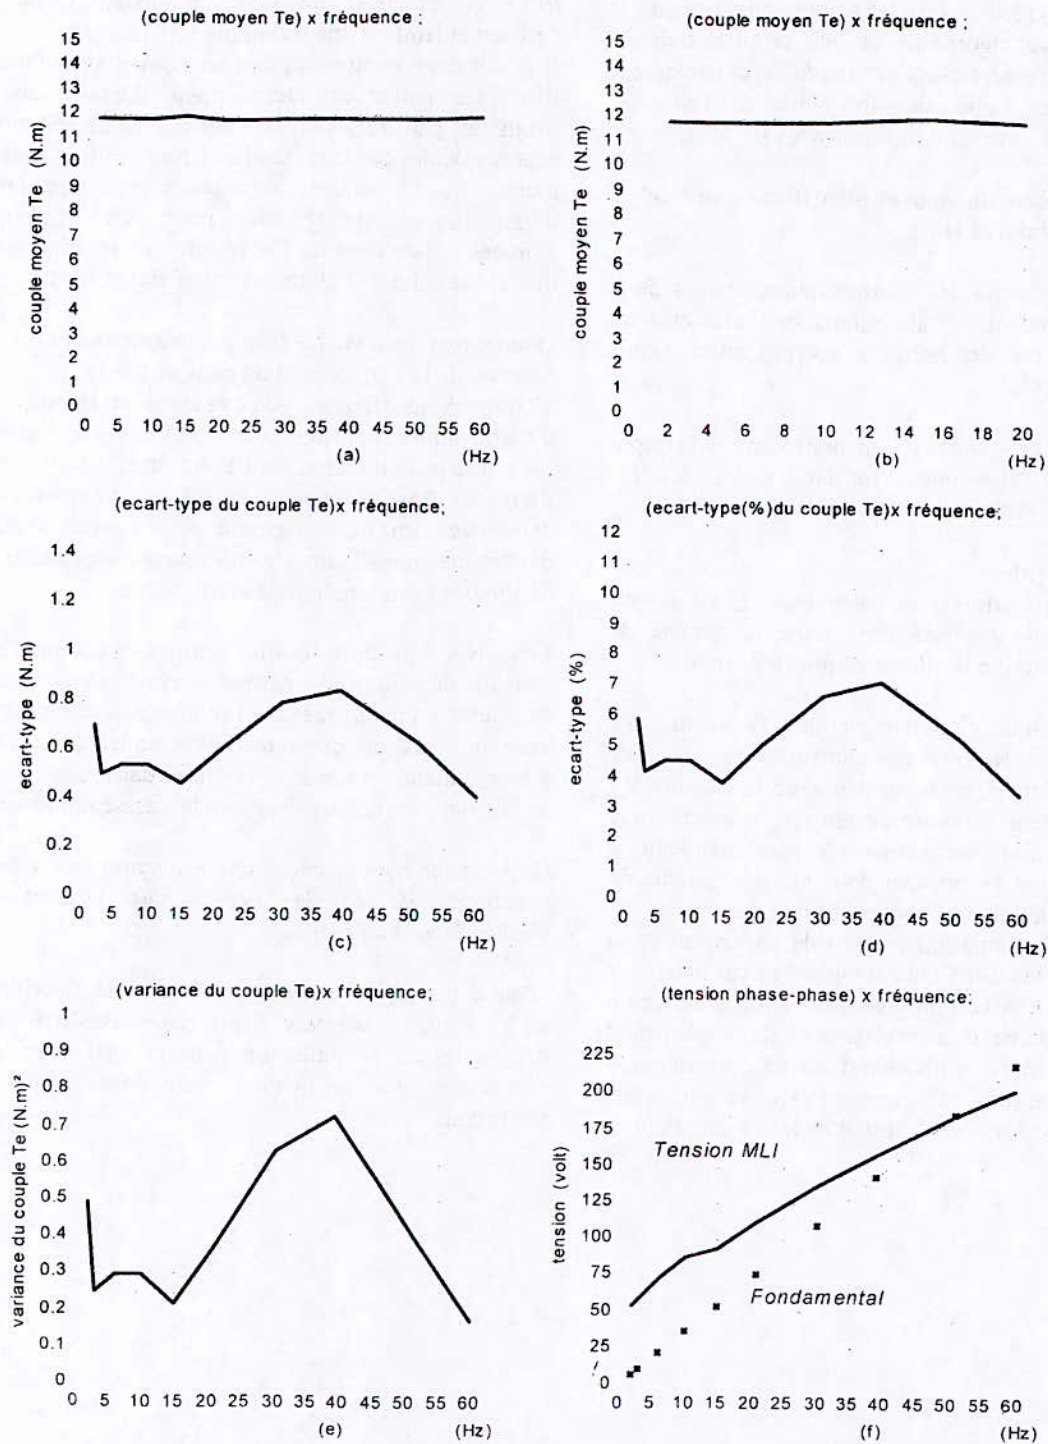 (couple moyen Te) x fréquence ;
15
14
13
12
11
10
9
8
7
6
5
4
3
2
1
0
couple moyen Te (N.m)
0 5 10 15 20 25 30 35 40 45 50 55 60
(a) (Hz)
(couple moyen Te) x fréquence ;
15
14
13
12
11
10
9
8
7
6
5
4
3
2
1
0
couple moyen Te (N.m)
0 2 4 6 8 10 12 14 16 18 20
(b) (Hz)
(ecart-type du couple Te)x fréquence;
1.4
1.2
1
0.8
0.6
0.4
0.2
0
ecart-type (N.m)
0 5 10 15 20 25 30 35 40 45 50 55 60
(c) (Hz)
(ecart-type(%)du couple Te)x fréquence;
12
11
10
9
8
7
6
5
4
3
2
1
0
ecart-type (%)
0 5 10 15 20 25 30 35 40 45 50 55 60
(d) (Hz)
(variance du couple Te)x fréquence;
1
0.9
0.8
0.7
0.6
0.5
0.4
0.3
0.2
0.1
0
variance du couple Te (N.m)²
0 5 10 15 20 25 30 35 40 45 50 55 60
(e) (Hz)
(tension phase-phase) x fréquence;
225
200
175
150
125
100
75
50
25
0
tension (volt)
Tension MLI
Fondamental
0 5 10 15 20 25 30 35 40 45 50 55 60
(f) (Hz)